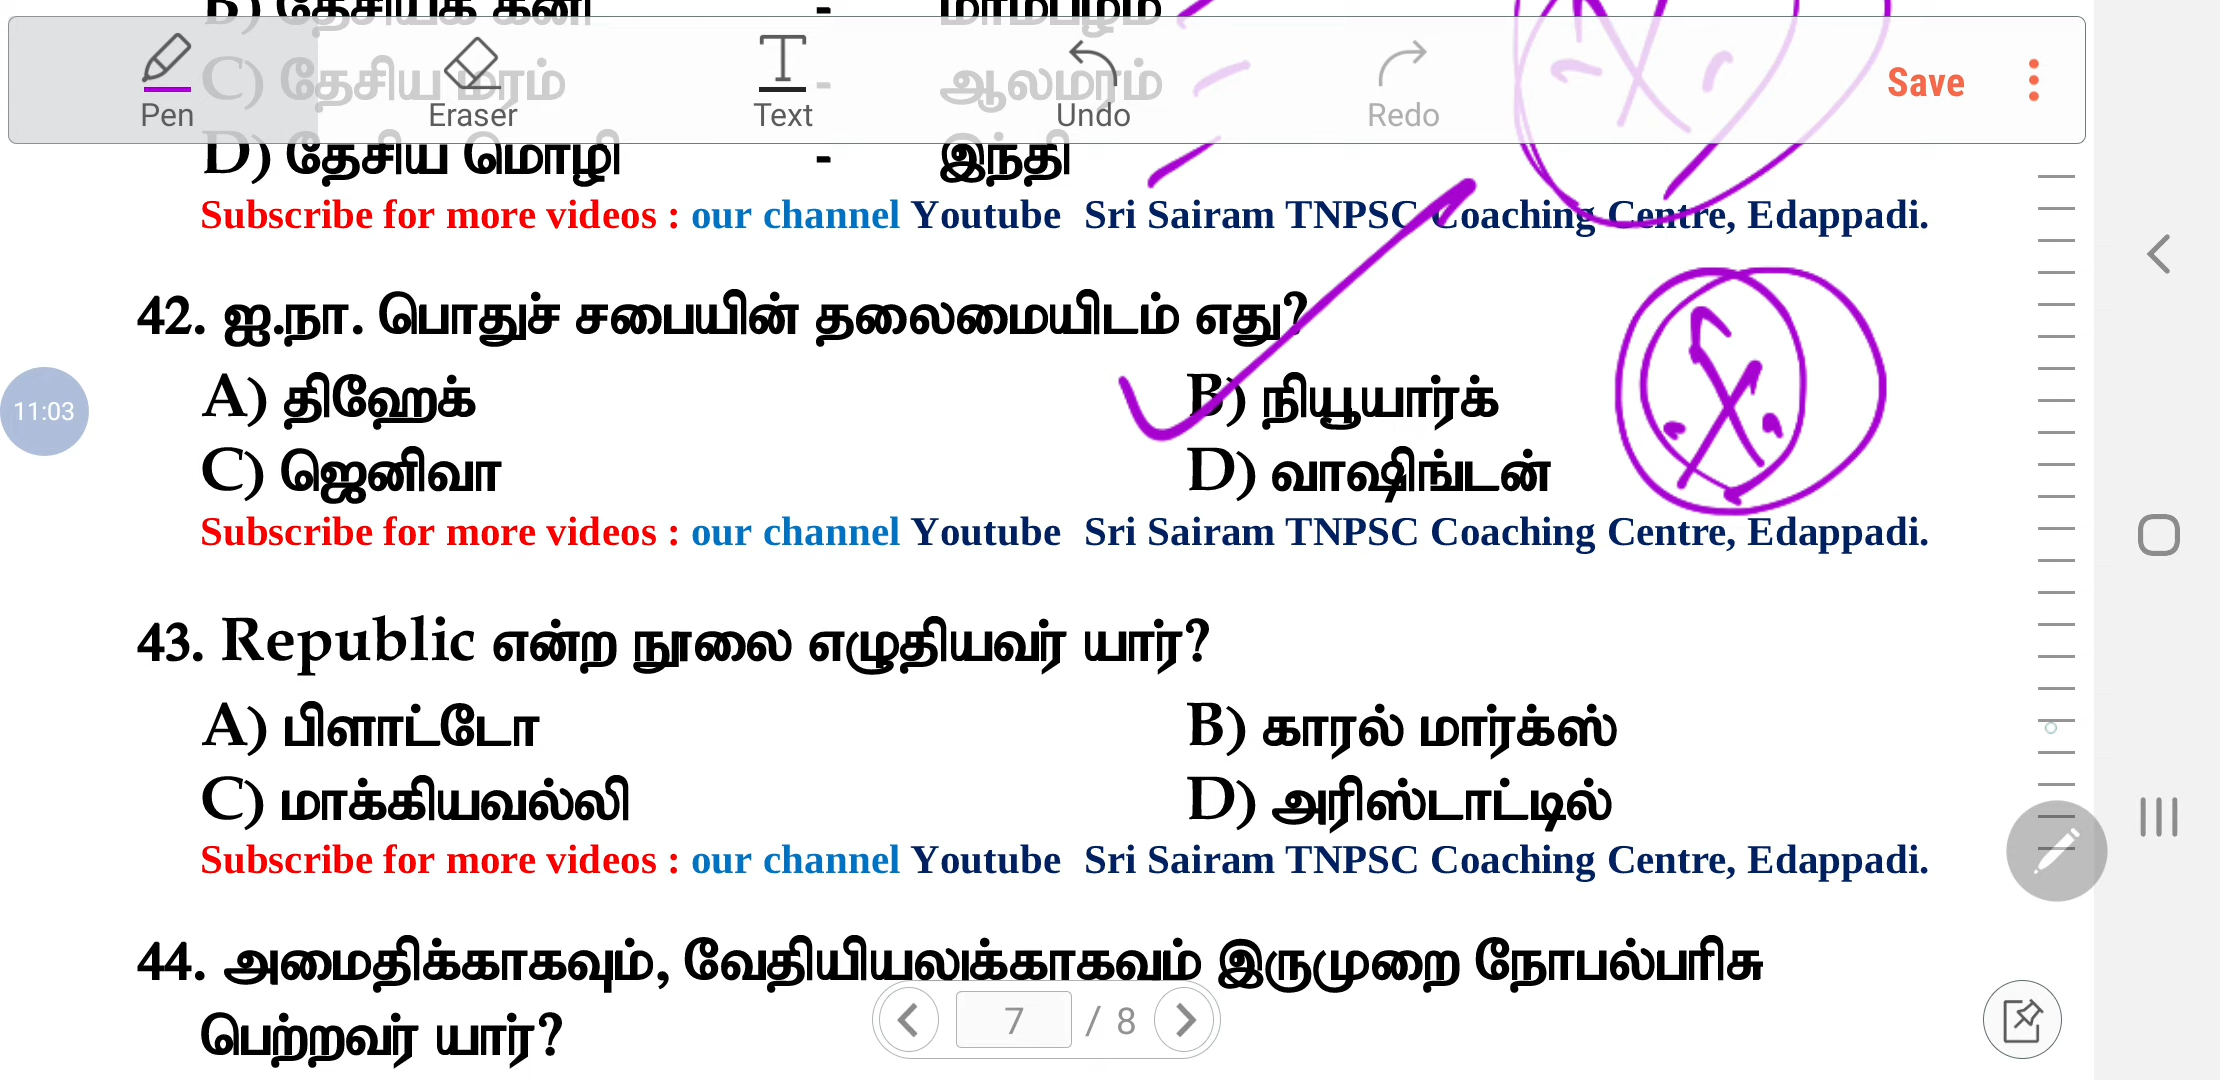 B) தேசியக் கனி - மாம்பழம்
C) தேசிய மரம் - ஆலமரம்
Pen Eraser Text Undo Redo Save
D) தேசிய மொழி - இந்தி
Subscribe for more videos : our channel Youtube Sri Sairam TNPSC Coaching Centre, Edappadi.
42. ஐ.நா. பொதுச் சபையின் தலைமையிடம் எது?
A) திஹேக் B) நியூயார்க்
11:03
C) ஜெனிவா D) வாஷிங்டன்
Subscribe for more videos : our channel Youtube Sri Sairam TNPSC Coaching Centre, Edappadi.
43. Republic என்ற நூலை எழுதியவர் யார்?
A) பிளாட்டோ B) காரல் மார்க்ஸ்
C) மாக்கியவல்லி D) அரிஸ்டாட்டில்
Subscribe for more videos : our channel Youtube Sri Sairam TNPSC Coaching Centre, Edappadi.
44. அமைதிக்காகவும், வேதியியலுக்காகவும் இருமுறை நோபல்பரிசு
பெற்றவர் யார்?
7 / 8